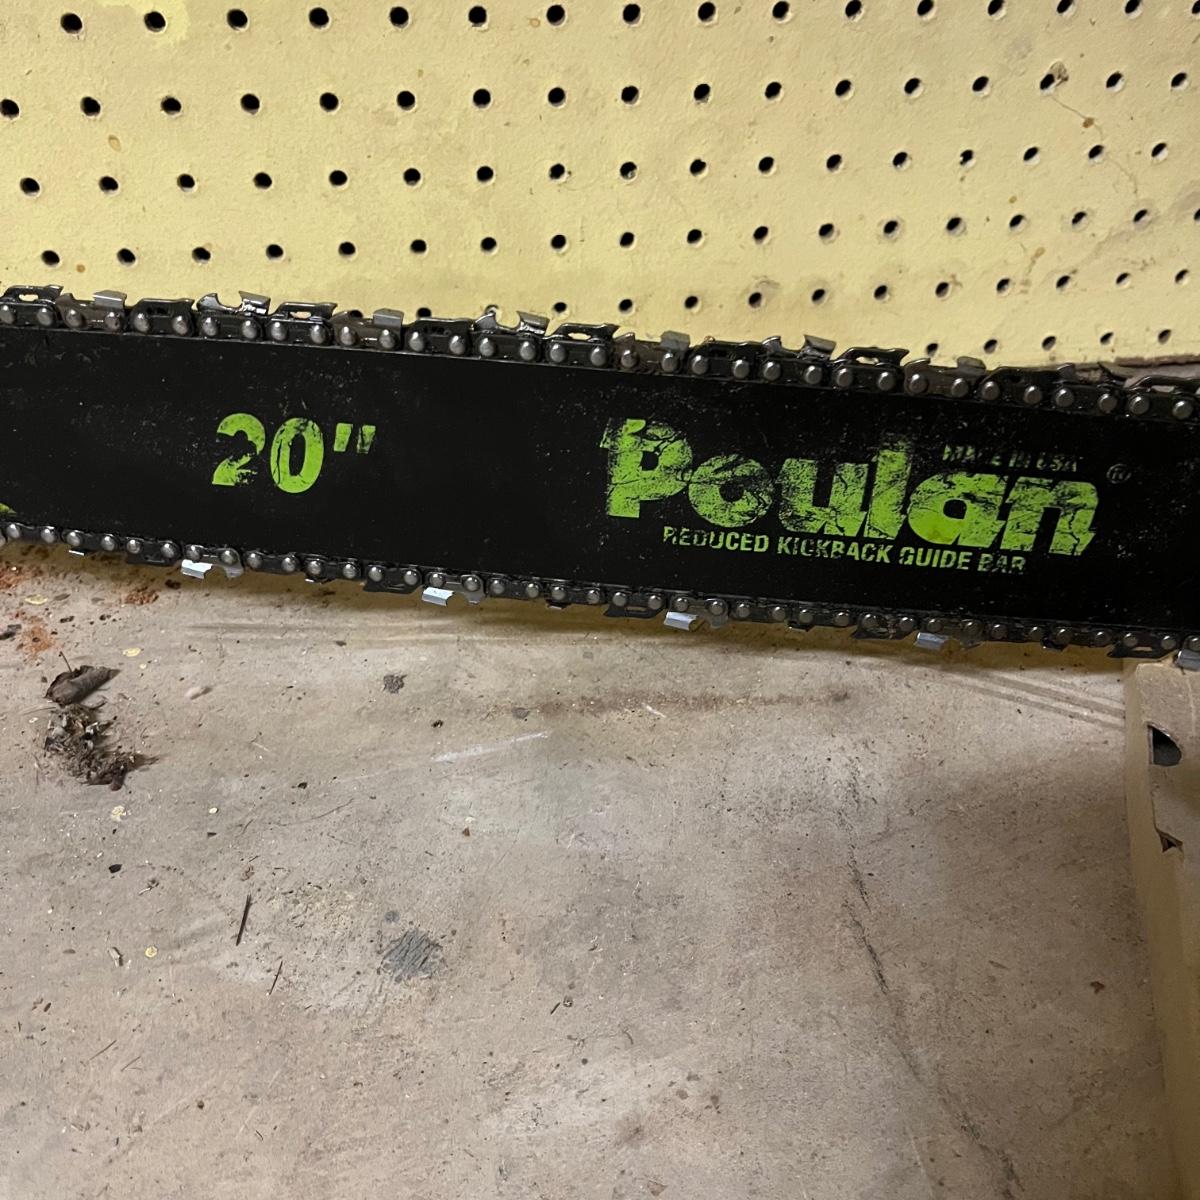 20"
MADE IN USA
Poulan®
REDUCED KICKBACK GUIDE BAR